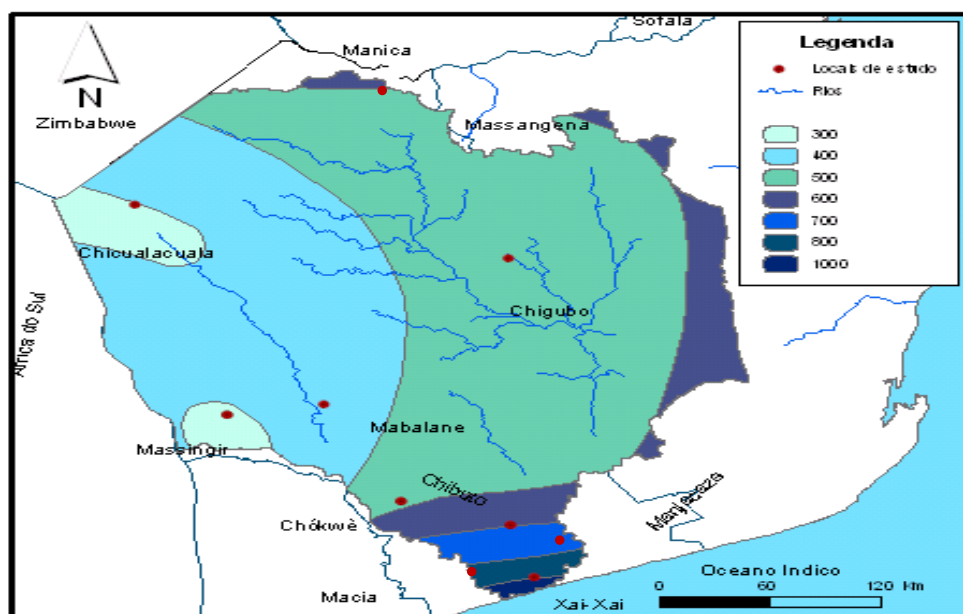 Sofala
Manica
N
Zimbabwe
Massangena
Legenda
Locais de estudo
Rios
300
400
500
600
700
800
1000
Chicualacuala
Africa do Sul
Chigubo
Mabalane
Massingir
Chibuto
Manjacaze
Chókwè
Macia
Xai-Xai
Oceano Indico
0 60 120 km